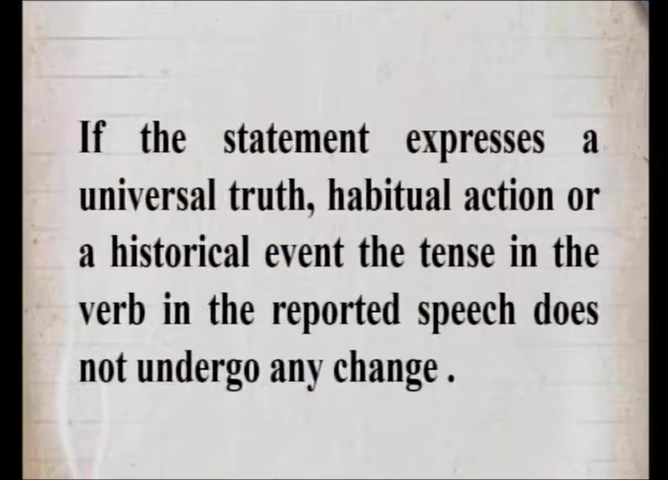 If the statement expresses a
universal truth, habitual action or
a historical event the tense in the
verb in the reported speech does
not undergo any change .